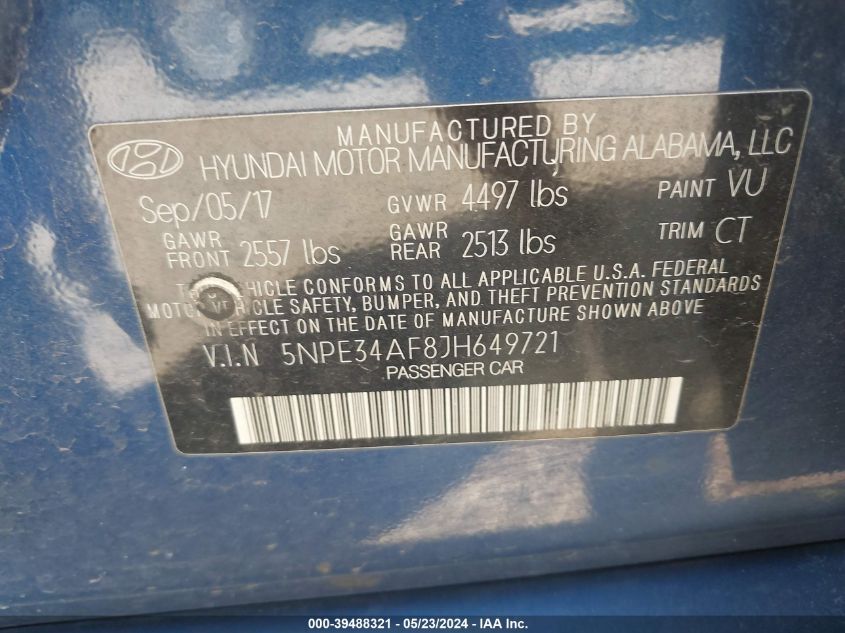 MANUFACTURED BY
HYUNDAI MOTOR MANUFACTURING ALABAMA, LLC
Sep/05/17 GVWR 4497 lbs PAINT VU
GAWR FRONT 2557 lbs GAWR REAR 2513 lbs TRIM CT
CONFORMS TO ALL APPLICABLE U.S.A. FEDERAL
SAFETY, BUMPER, AND THEFT PREVENTION STANDARDS
IN EFFECT ON THE DATE OF MANUFACTURE SHOWN ABOVE
V.I.N 5NPE34AF8JH649721
PASSENGER CAR
000-39488321 - 05/23/2024 - IAA Inc.